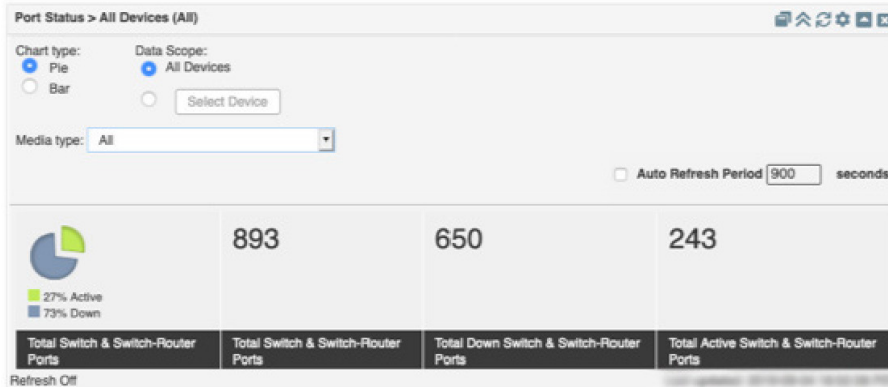 Port Status > All Devices (All)
Chart type:
Data Scope:
Pie
All Devices
Bar
Select Device
Media type: All
Auto Refresh Period 900 seconds
893
650
243
27% Active
73% Down
Total Switch & Switch-Router
Ports
Total Switch & Switch-Router
Ports
Total Down Switch & Switch-Router
Ports
Total Active Switch & Switch-Router
Ports
Refresh Off